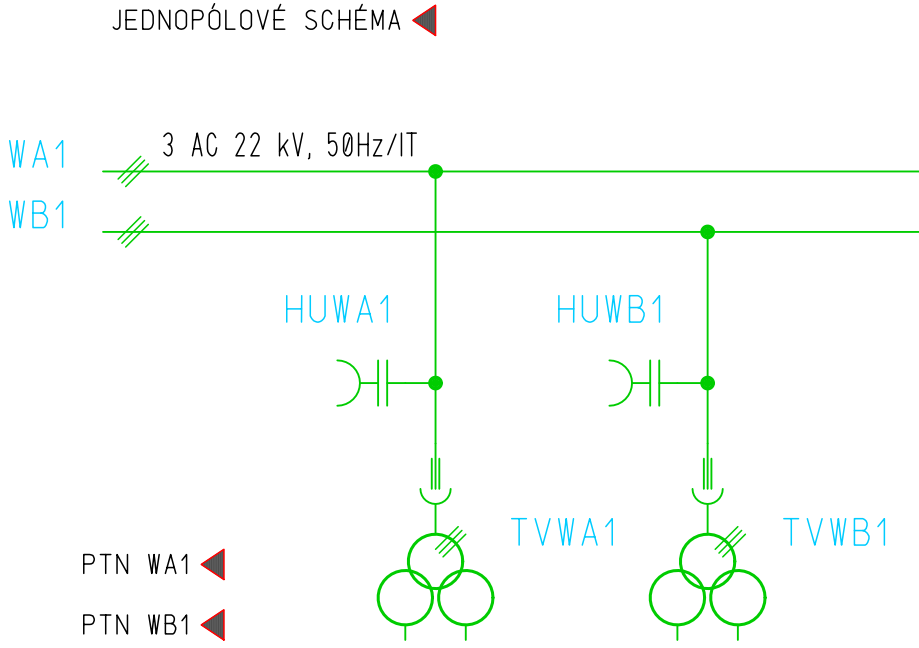 JEDNOPÓLOVÉ SCHÉMA
3 AC 22 kV, 50Hz/IT
WA1
WB1
HUWA1
HUWB1
TVWA1
TVWB1
PTN WA1
PTN WB1